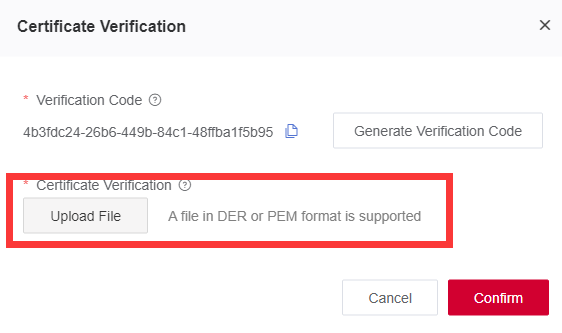 Certificate Verification
* Verification Code
4b3fdc24-26b6-449b-84c1-48ffba1f5b95
Generate Verification Code
* Certificate Verification
Upload File
A file in DER or PEM format is supported
Cancel
Confirm